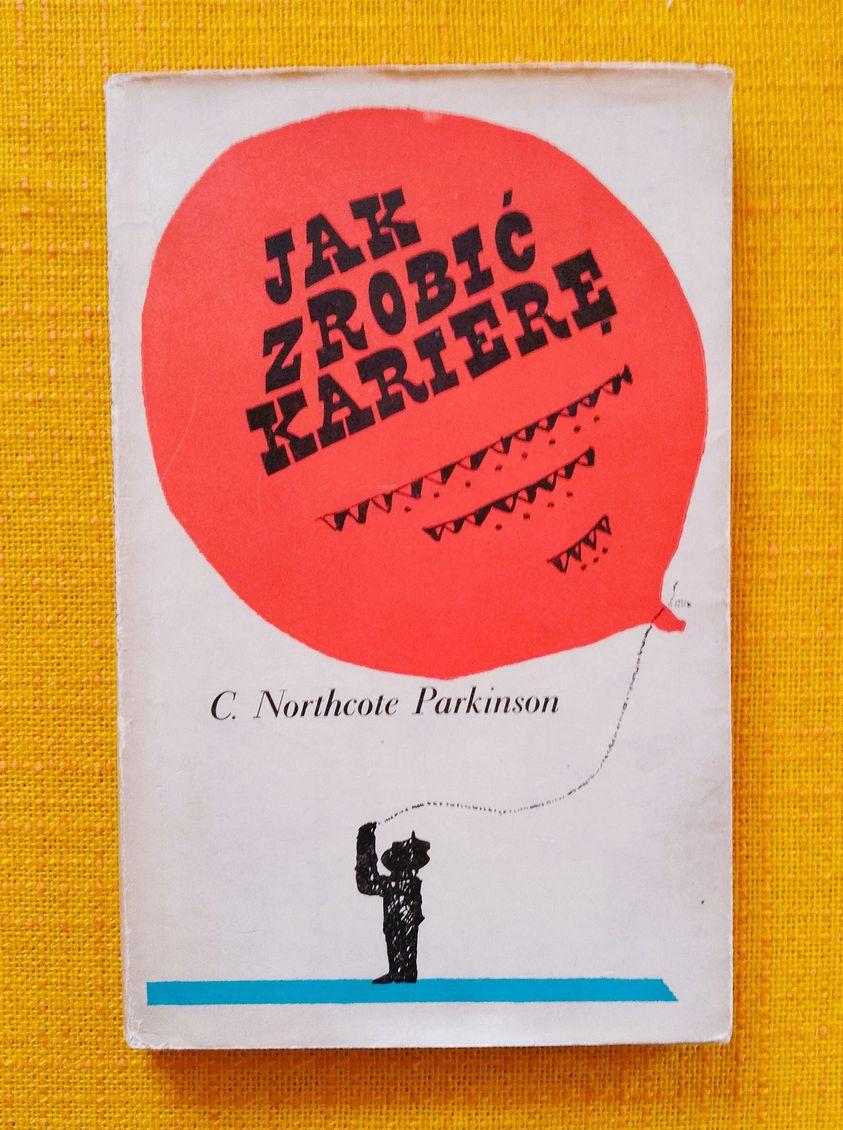 JAK
ZROBIĆ
KARIERĘ
C. Northcote Parkinson